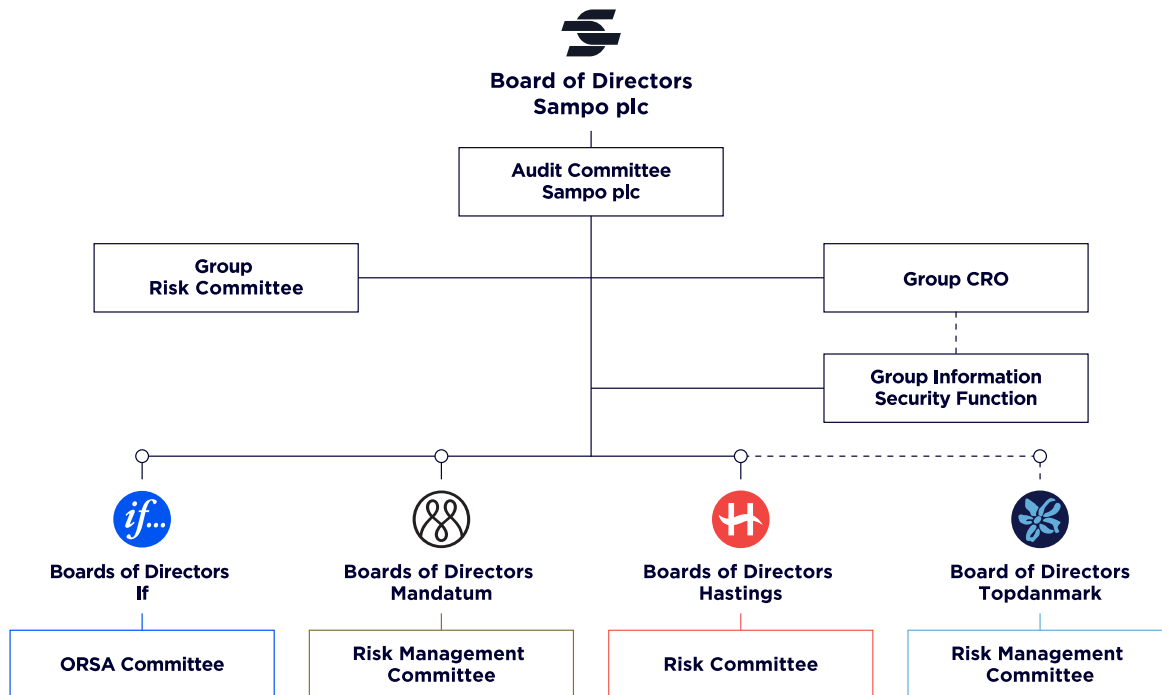 Board of Directors
Sampo plc
Audit Committee
Sampo plc
Group
Risk Committee
Group CRO
Group Information
Security Function
if...
Boards of Directors
If
ORSA Committee
Boards of Directors
Mandatum
Risk Management
Committee
H
Boards of Directors
Hastings
Risk Committee
Board of Directors
Topdanmark
Risk Management
Committee